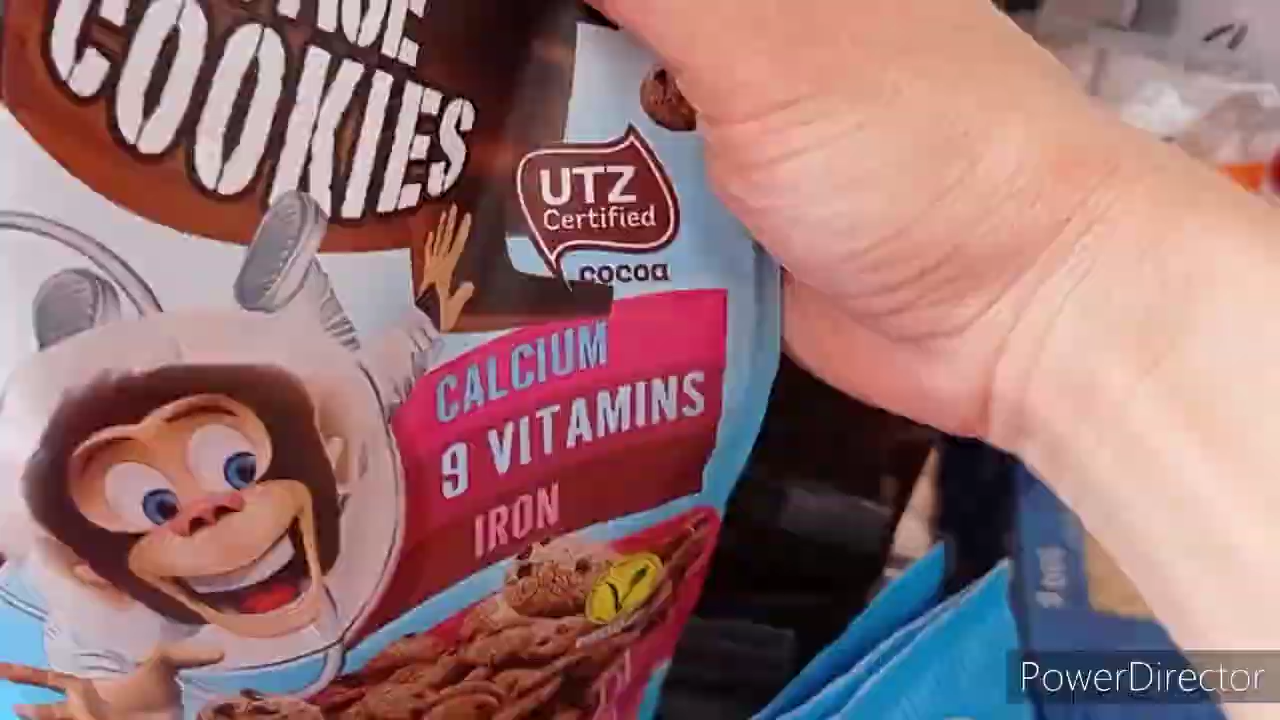 COOKIES
UTZ
Certified
cocoa
CALCIUM
9 VITAMINS
IRON
PowerDirector